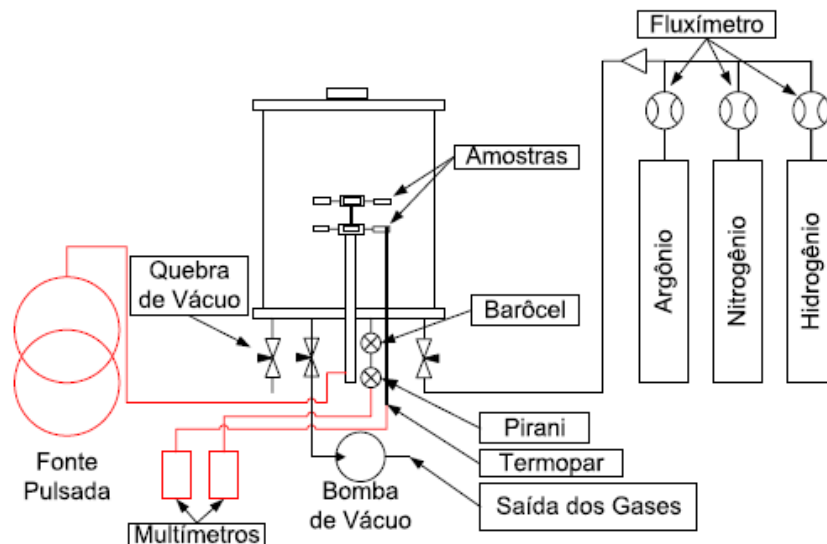 Fluxímetro
Amostras
Argônio
Nitrogênio
Hidrogênio
Quebra
de Vácuo
Barôcel
Pirani
Termopar
Saída dos Gases
Fonte
Pulsada
Bomba
de Vácuo
Multímetros